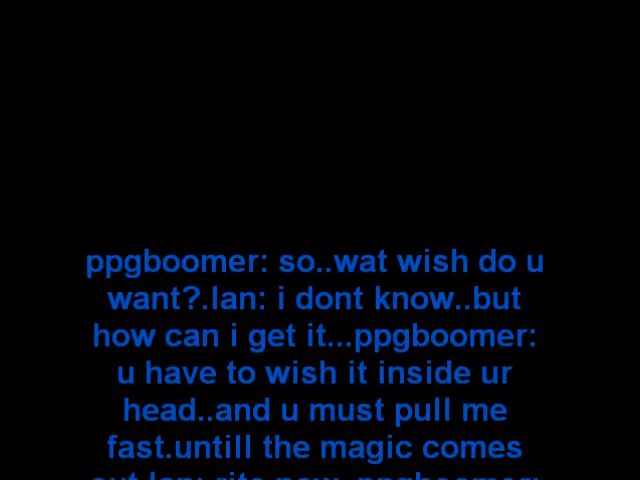 ppgboomer: so..wat wish do u
want?.Ian: i dont know..but
how can i get it...ppgboomer:
u have to wish it inside ur
head..and u must pull me
fast.untill the magic comes